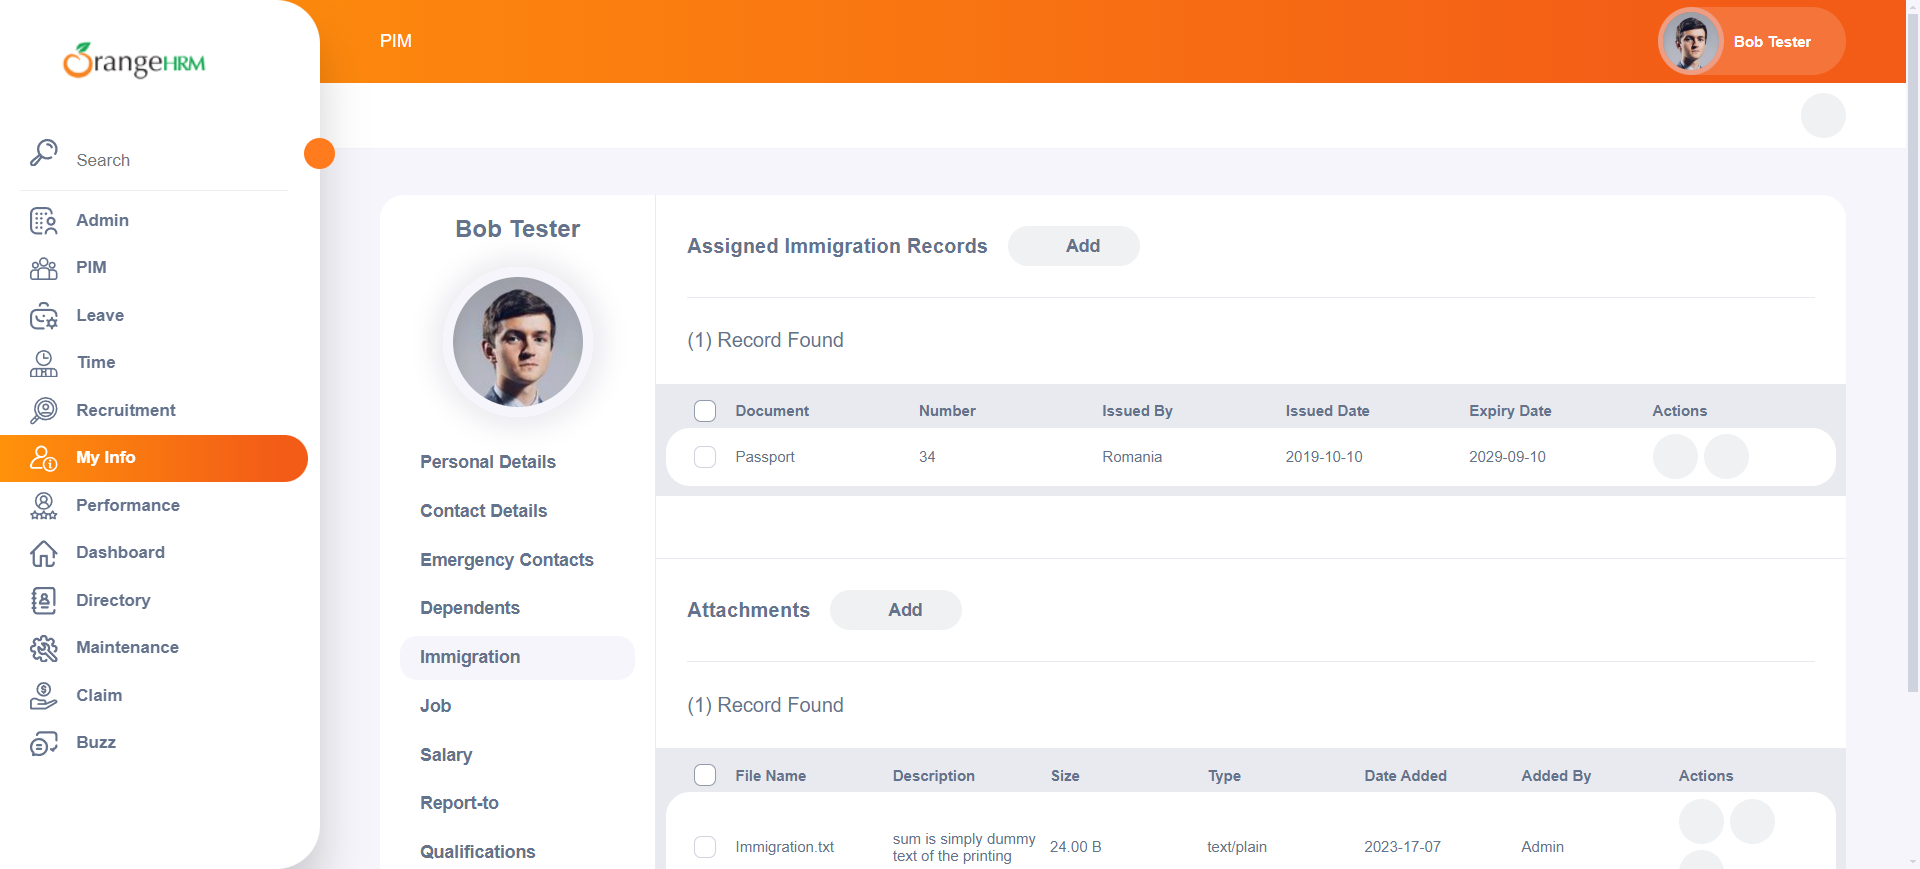 OrangeHRM
Search
Admin
PIM
Leave
Time
Recruitment
My Info
Performance
Dashboard
Directory
Maintenance
Claim
Buzz
PIM
Bob Tester
Bob Tester
Personal Details
Contact Details
Emergency Contacts
Dependents
Immigration
Job
Salary
Report-to
Qualifications
Assigned Immigration Records Add
(1) Record Found
Document Number Issued By Issued Date Expiry Date Actions
Passport 34 Romania 2019-10-10 2029-09-10
Attachments Add
(1) Record Found
File Name Description Size Type Date Added Added By Actions
Immigration.txt sum is simply dummy text of the printing 24.00 B text/plain 2023-17-07 Admin